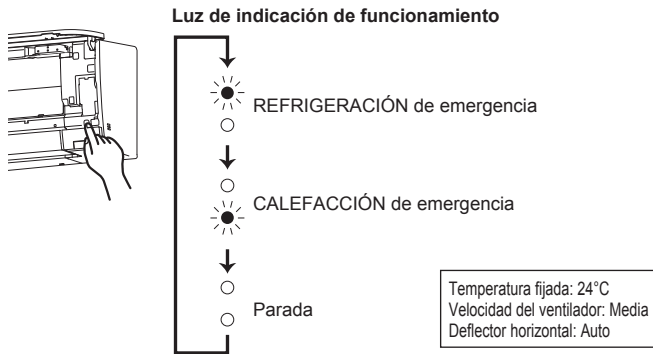 Luz de indicación de funcionamiento
REFRIGERACIÓN de emergencia
CALEFACCIÓN de emergencia
Parada
Temperatura fijada: 24°C
Velocidad del ventilador: Media
Deflector horizontal: Auto